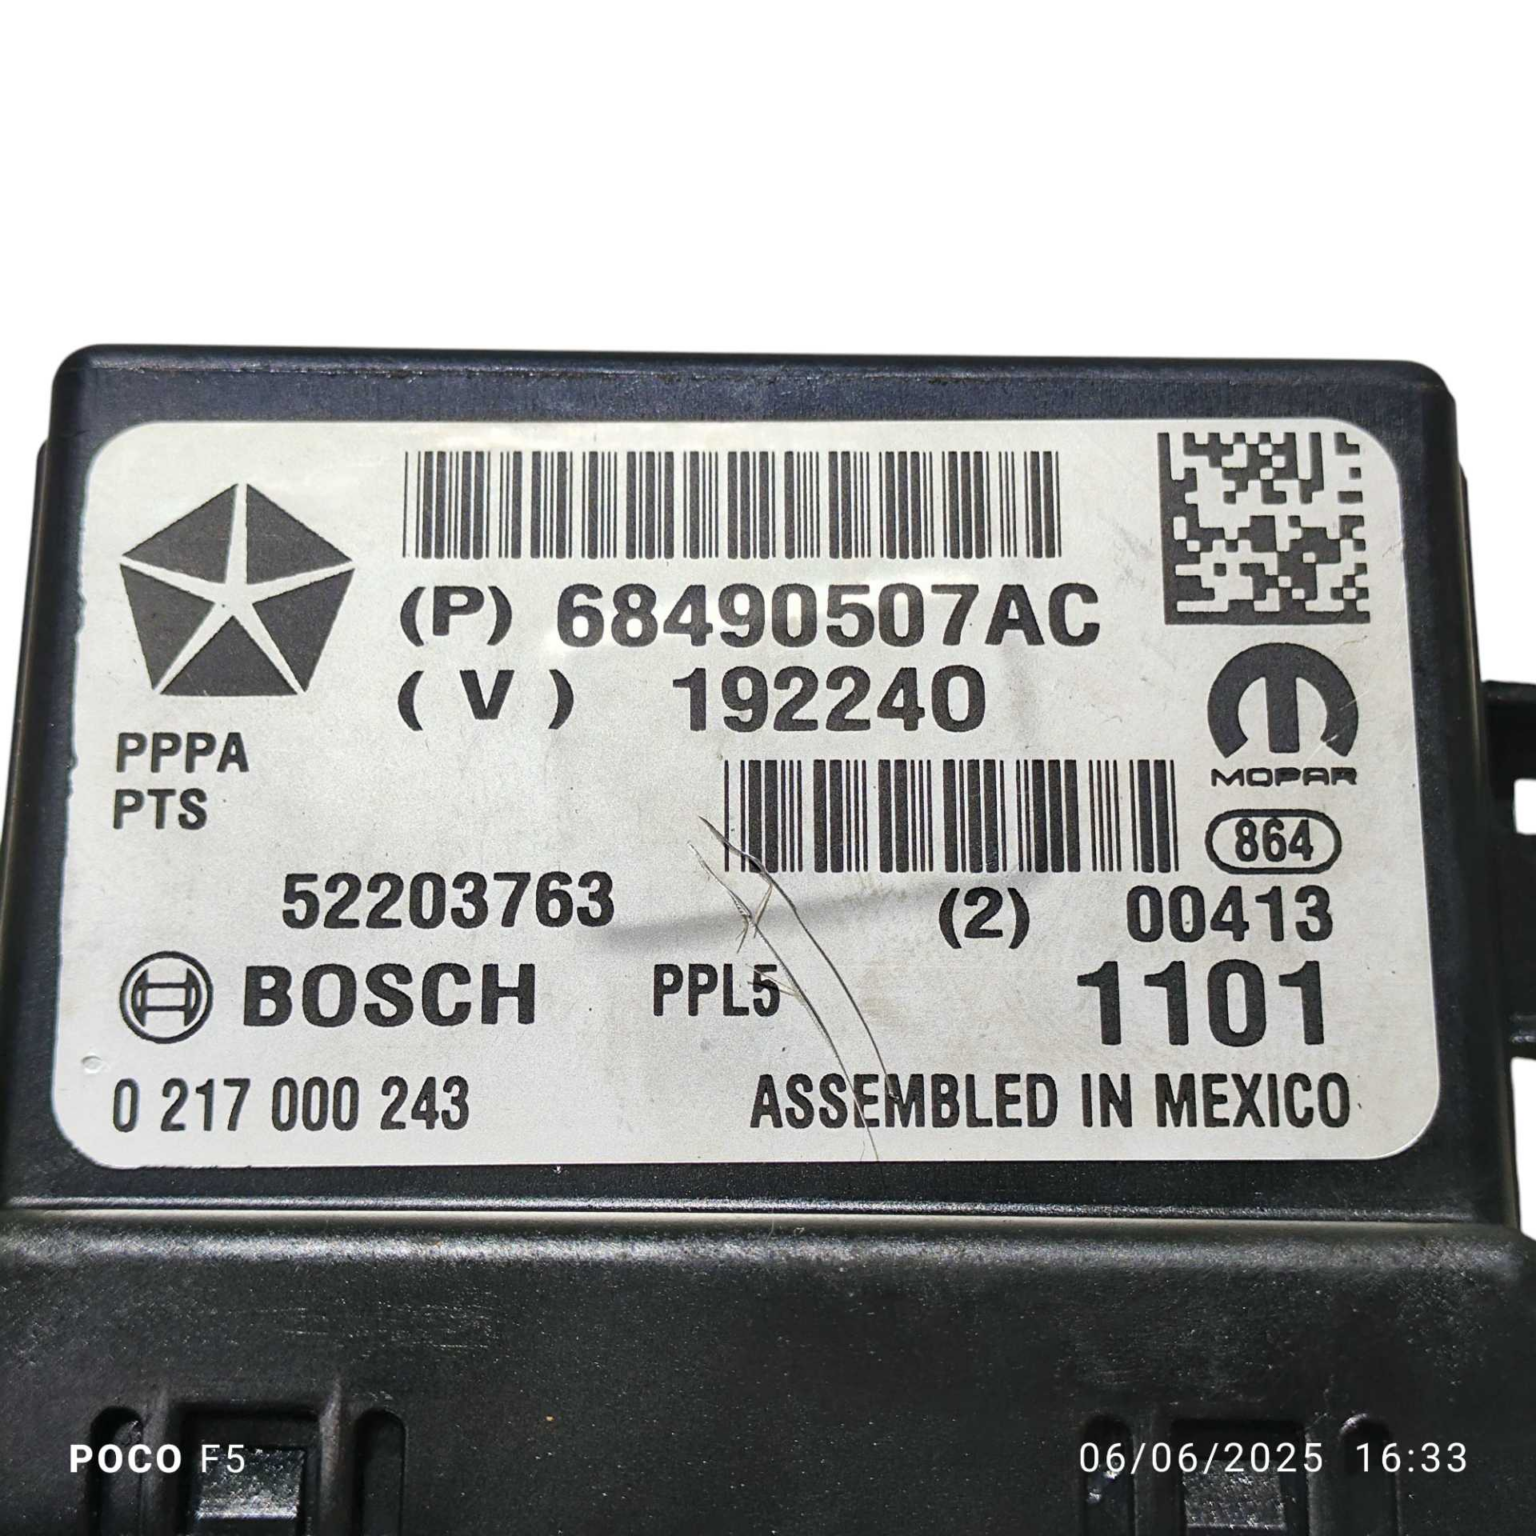 (P) 68490507AC
(V) 192240
MOPAR
PPPA
PTS
864
52203763
(2) 00413
BOSCH PPL5 1101
0 217 000 243 ASSEMBLED IN MEXICO
POCO F5 06/06/2025 16:33